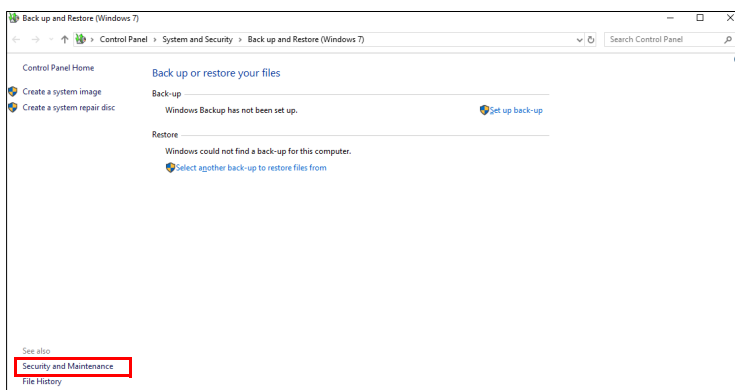 Back up and Restore (Windows 7)
Control Panel > System and Security > Back up and Restore (Windows 7)
Search Control Panel
Control Panel Home
Create a system image
Create a system repair disc
Back up or restore your files
Back-up
Windows Backup has not been set up.
Set up back-up
Restore
Windows could not find a back-up for this computer.
Select another back-up to restore files from
See also
Security and Maintenance
File History